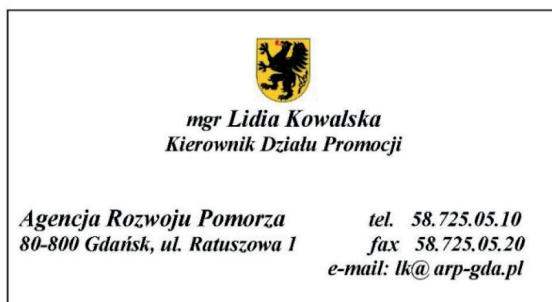 mgr Lidia Kowalska
Kierownik Działu Promocji
Agencja Rozwoju Pomorza
80-800 Gdańsk, ul. Ratuszowa 1
tel. 58.725.05.10
fax 58.725.05.20
e-mail: lk@ arp-gda.pl